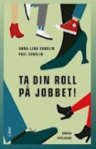 ANNA-LENA SUNDLIN
PAUL SUNDLIN
TA DIN ROLL
PÅ JOBBET!
Liber